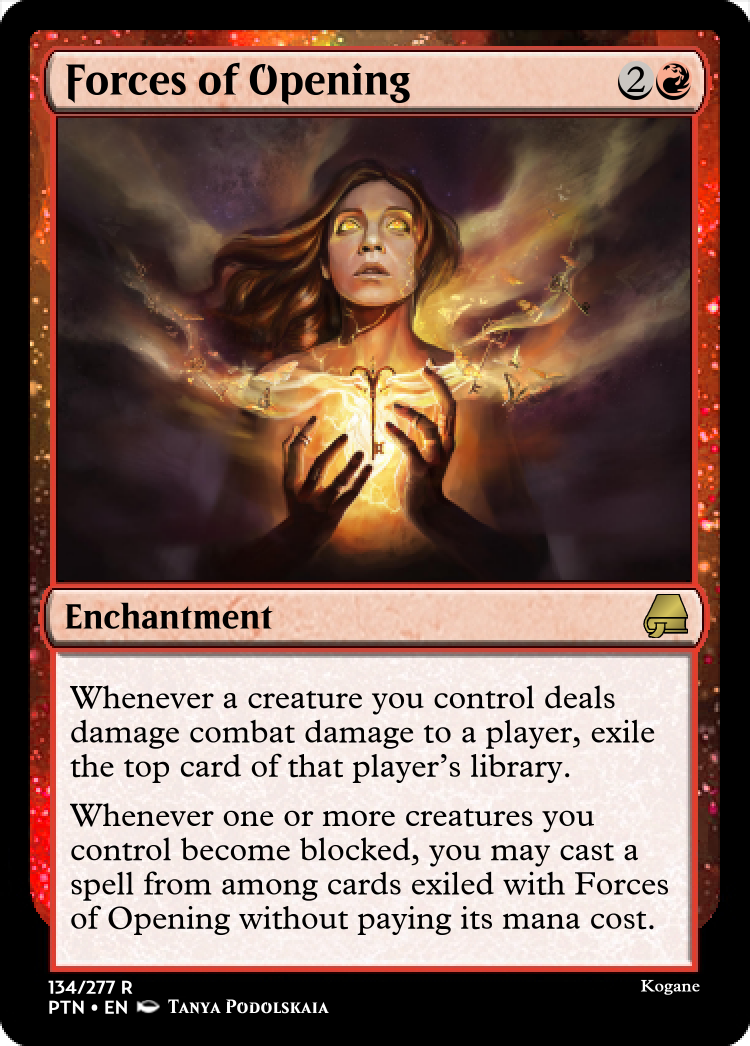 Forces of Opening 2
Enchantment
Whenever a creature you control deals
damage combat damage to a player, exile
the top card of that player's library.
Whenever one or more creatures you
control become blocked, you may cast a
spell from among cards exiled with Forces
of Opening without paying its mana cost.
134/277 R
Kogane
PTN • EN Tanya Podolskaia